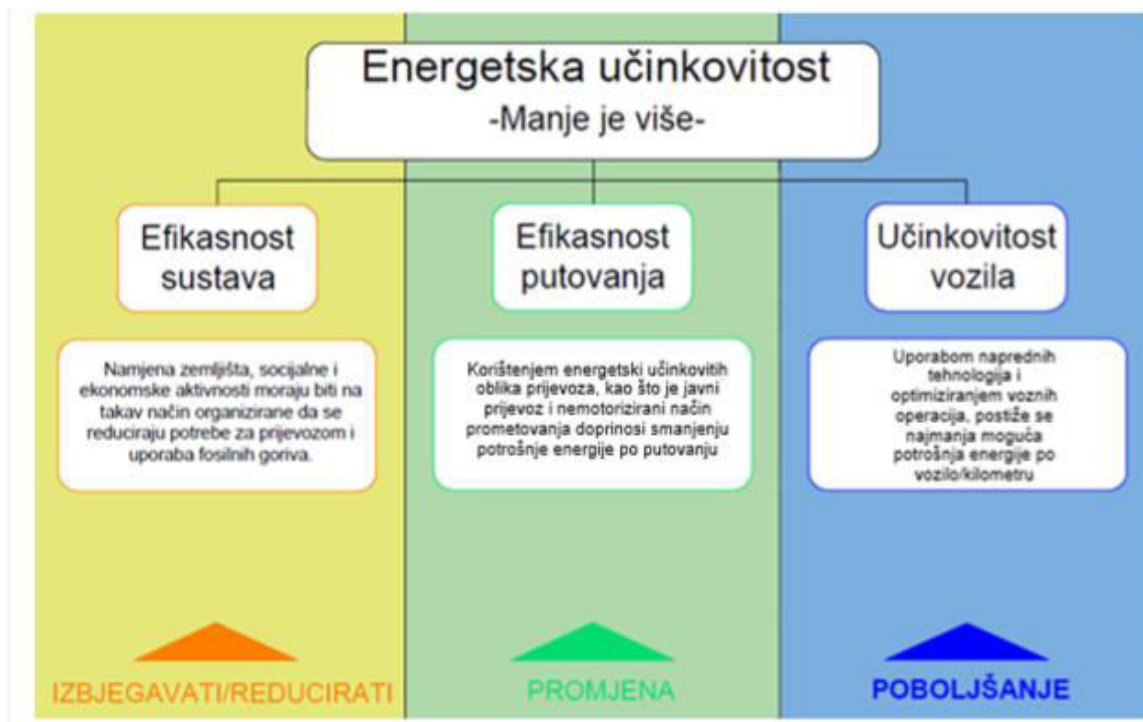 Energetska učinkovitost
-Manje je više-
Efikasnost
sustava
Efikasnost
putovanja
Učinkovitost
vozila
Namjena zemljišta, socijalne i
ekonomske aktivnosti moraju biti na
takav način organizirane da se
reduciraju potrebe za prijevozom i
uporaba fosilnih goriva.
Korištenjem energetski učinkovitih
oblika prijevoza, kao što je javni
prijevoz i nemotorizirani način
prometovanja doprinosi smanjenju
potrošnje energije po putovanju
Uporabom naprednih
tehnologija i
optimiziranjem voznih
operacija, postiže se
najmanja moguča
potrošnja energije po
vozilo/kilometru
IZBJEGAVATI/REDUCIRATI
PROMJENA
POBOLJŠANJE